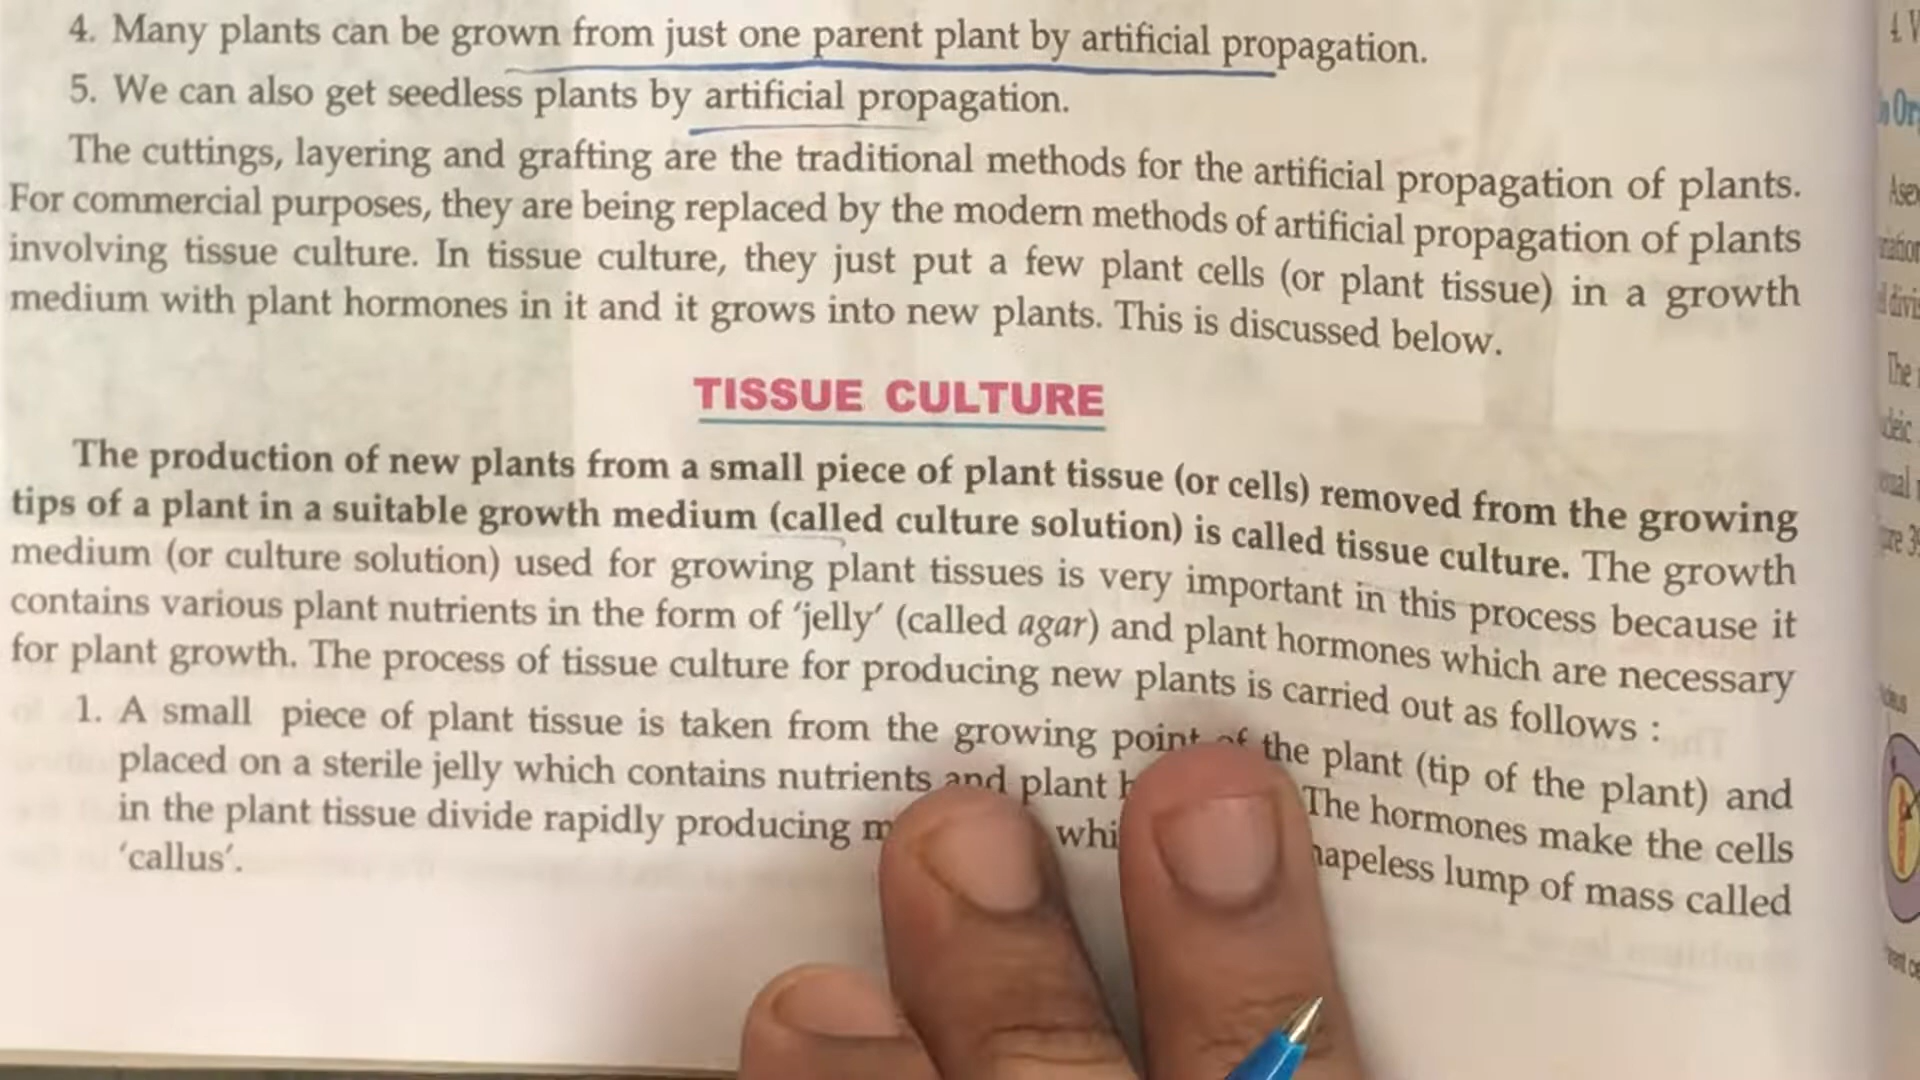 4. Many plants can be grown from just one parent plant by artificial propagation.
5. We can also get seedless plants by artificial propagation.
The cuttings, layering and grafting are the traditional methods for the artificial propagation of plants.
For commercial purposes, they are being replaced by the modern methods of artificial propagation of plants
involving tissue culture. In tissue culture, they just put a few plant cells (or plant tissue) in a growth
medium with plant hormones in it and it grows into new plants. This is discussed below.
TISSUE CULTURE
The production of new plants from a small piece of plant tissue (or cells) removed from the growing
tips of a plant in a suitable growth medium (called culture solution) is called tissue culture. The growth
medium (or culture solution) used for growing plant tissues is very important in this process because it
contains various plant nutrients in the form of ‘jelly’ (called agar) and plant hormones which are necessary
for plant growth. The process of tissue culture for producing new plants is carried out as follows :
1. A small piece of plant tissue is taken from the growing point of the plant (tip of the plant) and
placed on a sterile jelly which contains nutrients and plant The hormones make the cells
in the plant tissue divide rapidly producing lump of mass called
‘callus’.
The